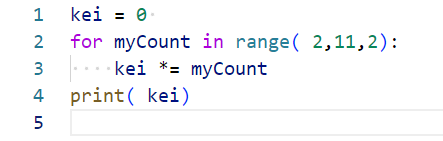 1 kei = 0
2 for myCount in range( 2,11,2):
3     kei *= myCount
4 print( kei)
5